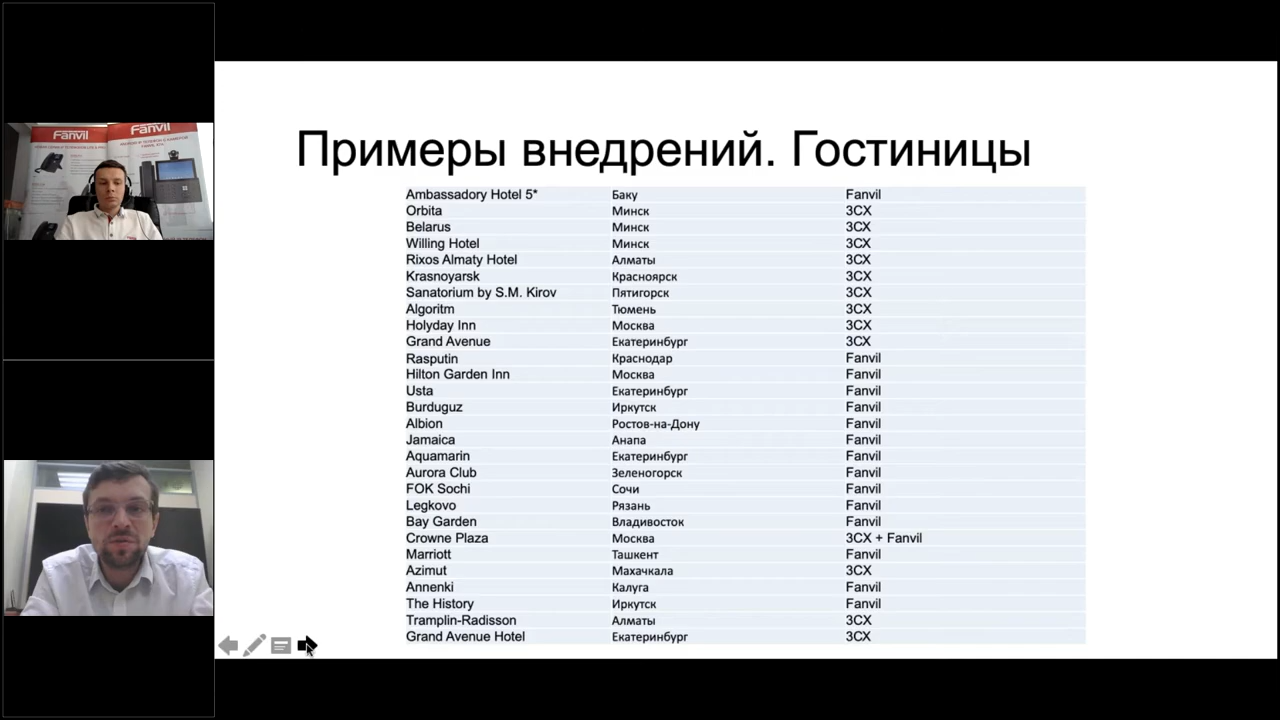 Fanvil
Fanvil
Примеры внедрений. Гостиницы
Ambassadory Hotel 5* Баку Fanvil
Orbita Минск 3CX
Belarus Минск 3CX
Willing Hotel Минск 3CX
Rixos Almaty Hotel Алматы 3CX
Krasnoyarsk Красноярск 3CX
Sanatorium by S.M. Kirov Пятигорск 3CX
Algoritm Тюмень 3CX
Holyday Inn Москва 3CX
Grand Avenue Екатеринбург 3CX
Rasputin Краснодар Fanvil
Hilton Garden Inn Москва Fanvil
Usta Екатеринбург Fanvil
Burduguz Иркутск Fanvil
Albion Ростов-на-Дону Fanvil
Jamaica Анапа Fanvil
Aquamarin Екатеринбург Fanvil
Aurora Club Зеленогорск Fanvil
FOK Sochi Сочи Fanvil
Legkovo Рязань Fanvil
Bay Garden Владивосток Fanvil
Crowne Plaza Москва 3CX + Fanvil
Marriott Ташкент Fanvil
Azimut Махачкала 3CX
Annenki Калуга Fanvil
The History Иркутск Fanvil
Tramplin-Radisson Алматы 3CX
Grand Avenue Hotel Екатеринбург 3CX